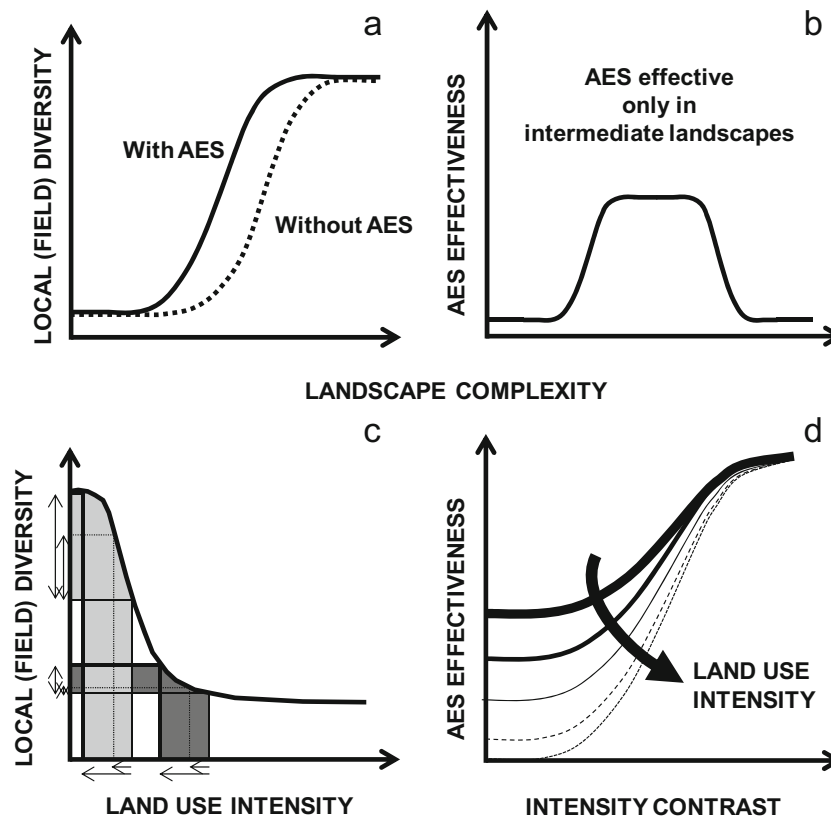 a
LOCAL (FIELD) DIVERSITY
With AES
Without AES
b
AES EFFECTIVENESS
AES effective
only in
intermediate landscapes
LANDSCAPE COMPLEXITY
c
LOCAL (FIELD) DIVERSITY
LAND USE INTENSITY
d
AES EFFECTIVENESS
LAND USE
INTENSITY
INTENSITY CONTRAST